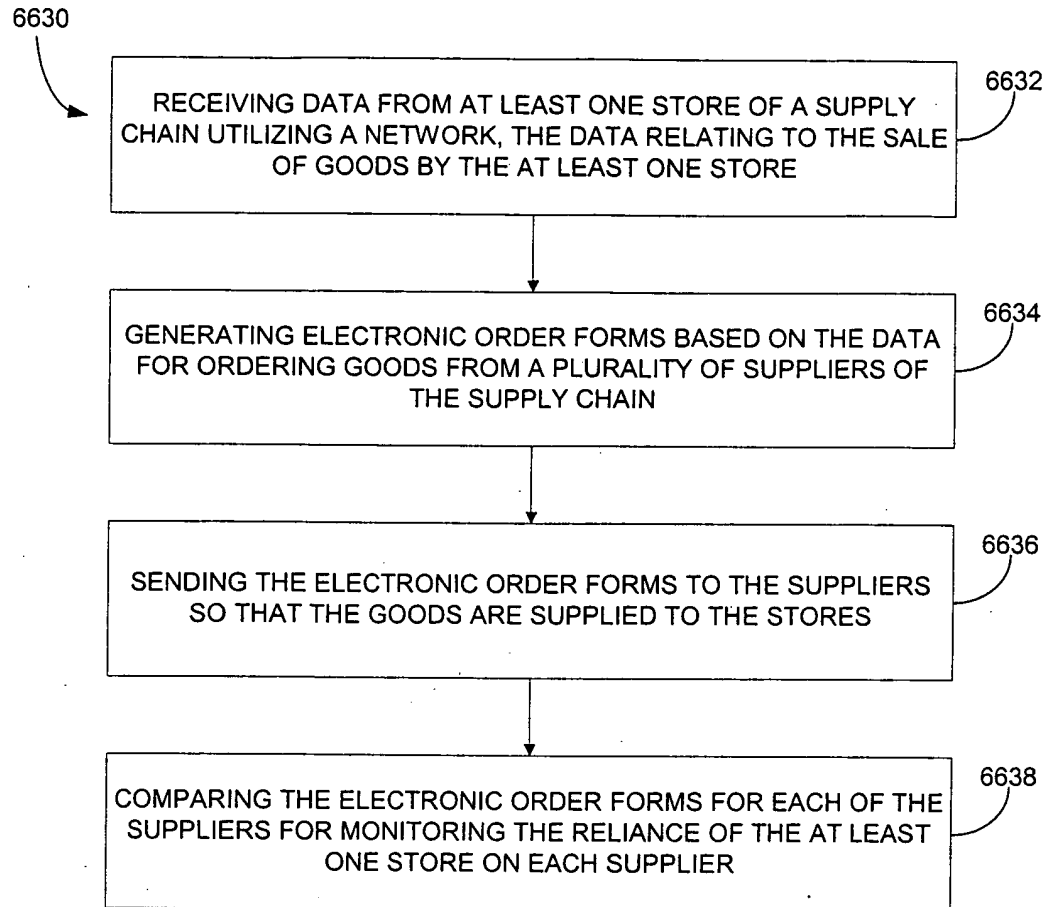 6630
RECEIVING DATA FROM AT LEAST ONE STORE OF A SUPPLY
CHAIN UTILIZING A NETWORK, THE DATA RELATING TO THE SALE
OF GOODS BY THE AT LEAST ONE STORE
6632
GENERATING ELECTRONIC ORDER FORMS BASED ON THE DATA
FOR ORDERING GOODS FROM A PLURALITY OF SUPPLIERS OF
THE SUPPLY CHAIN
6634
SENDING THE ELECTRONIC ORDER FORMS TO THE SUPPLIERS
SO THAT THE GOODS ARE SUPPLIED TO THE STORES
6636
COMPARING THE ELECTRONIC ORDER FORMS FOR EACH OF THE
SUPPLIERS FOR MONITORING THE RELIANCE OF THE AT LEAST
ONE STORE ON EACH SUPPLIER
6638